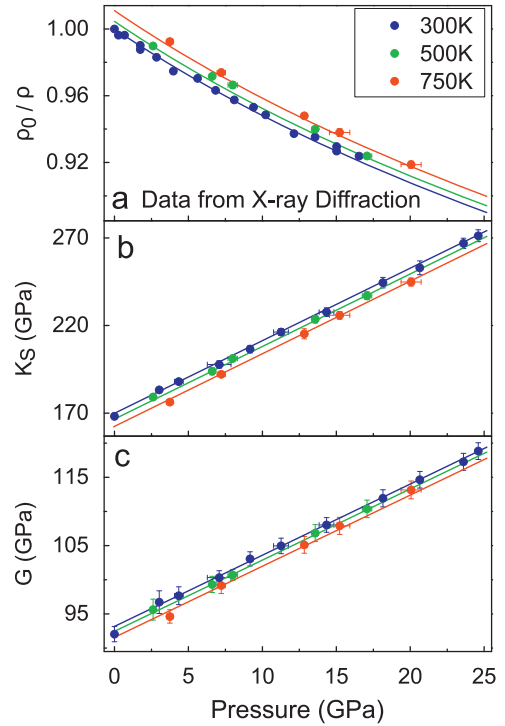 1.00
0.96
0.92
ρ₀ / ρ
300K
500K
750K
a Data from X-ray Diffraction
270
220
170
K_S (GPa)
b
115
105
95
G (GPa)
c
0 5 10 15 20 25
Pressure (GPa)